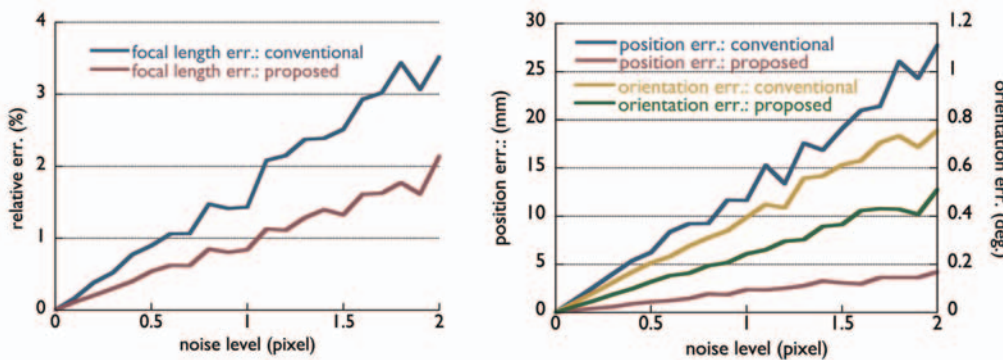 4
3
2
1
0
relative err. (%)
focal length err.: conventional
focal length err.: proposed
0
0.5
1
1.5
2
noise level (pixel)
30
25
20
15
10
5
0
position err.: (mm)
position err.: conventional
position err.: proposed
orientation err.: conventional
orientation err.: proposed
1.2
1
0.8
0.6
0.4
0.2
0
orientation err. (deg.)
0
0.5
1
1.5
2
noise level (pixel)